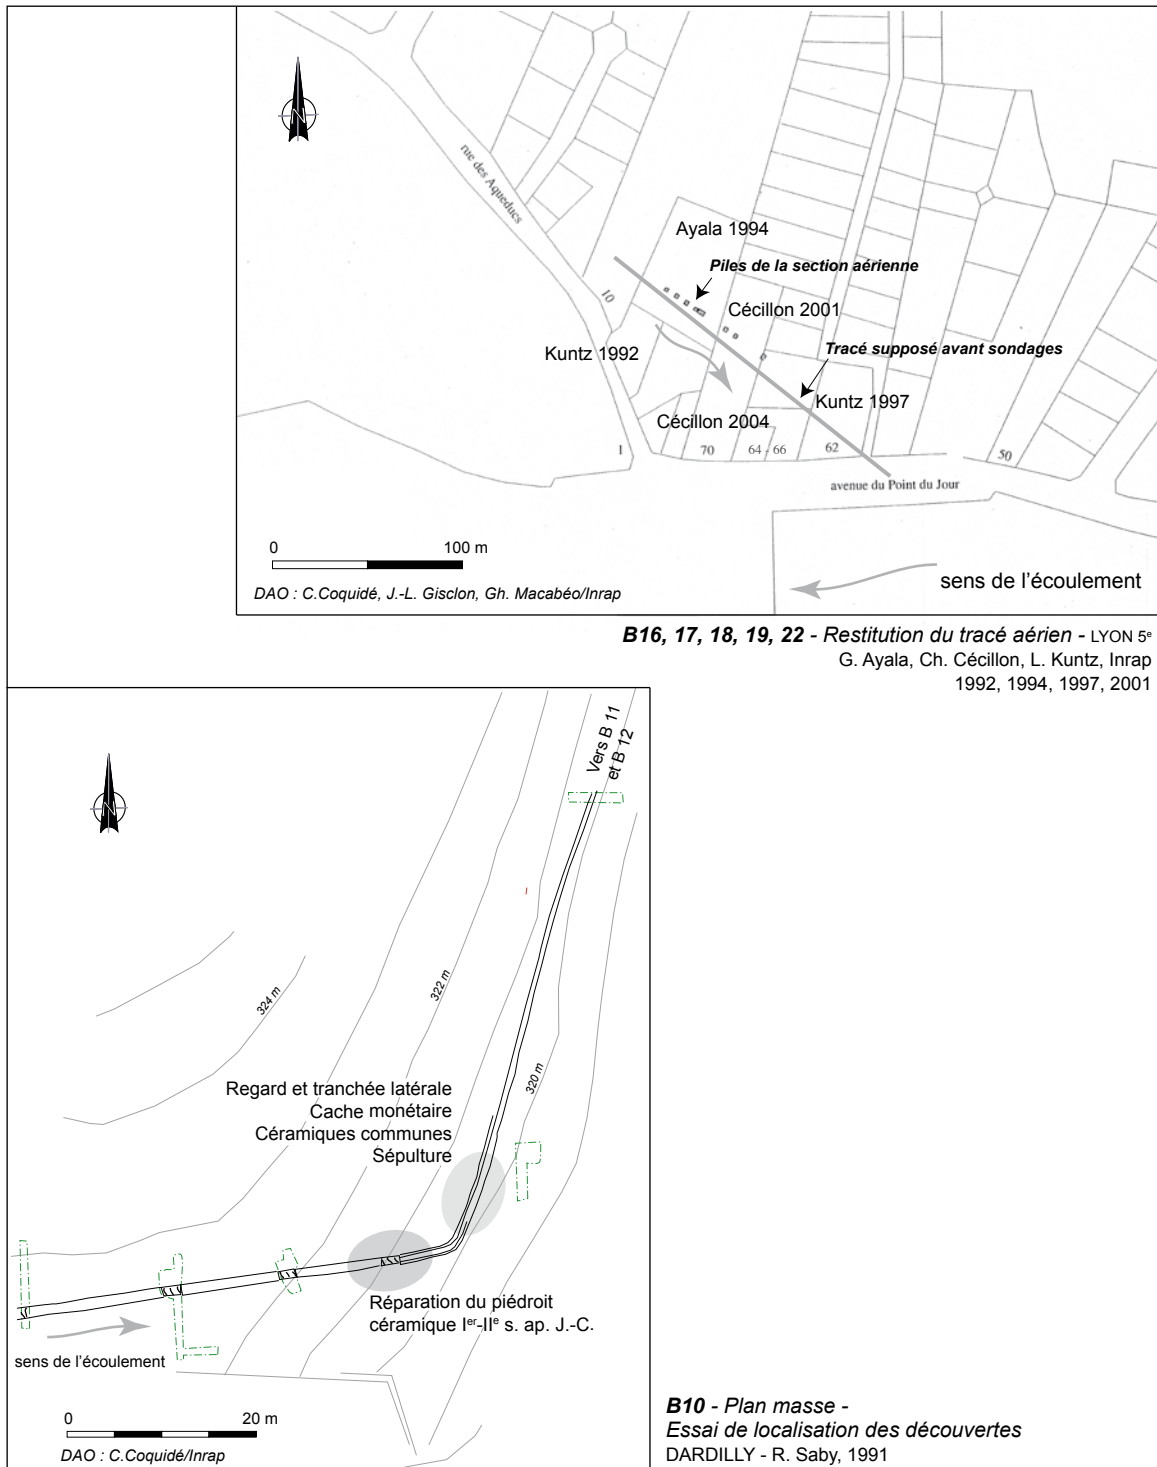 N
rue des Aqueducs
Ayala 1994
Piles de la section aérienne
10
Cécillon 2001
Kuntz 1992
Tracé supposé avant sondages
Kuntz 1997
Cécillon 2004
1
70
64 - 66
62
50
avenue du Point du Jour
0 100 m
sens de l'écoulement
DAO : C.Coquidé, J.-L. Gisclon, Gh. Macabéo/Inrap
B16, 17, 18, 19, 22 - Restitution du tracé aérien - LYON 5e
G. Ayala, Ch. Cécillon, L. Kuntz, Inrap
1992, 1994, 1997, 2001
Vers B 11
et B 12
N
324 m
322 m
320 m
Regard et tranchée latérale
Cache monétaire
Céramiques communes
Sépulture
Réparation du piédroit
céramique Ier-IIe s. ap. J.-C.
sens de l'écoulement
0 20 m
DAO : C.Coquidé/Inrap
B10 - Plan masse -
Essai de localisation des découvertes
DARDILLY - R. Saby, 1991